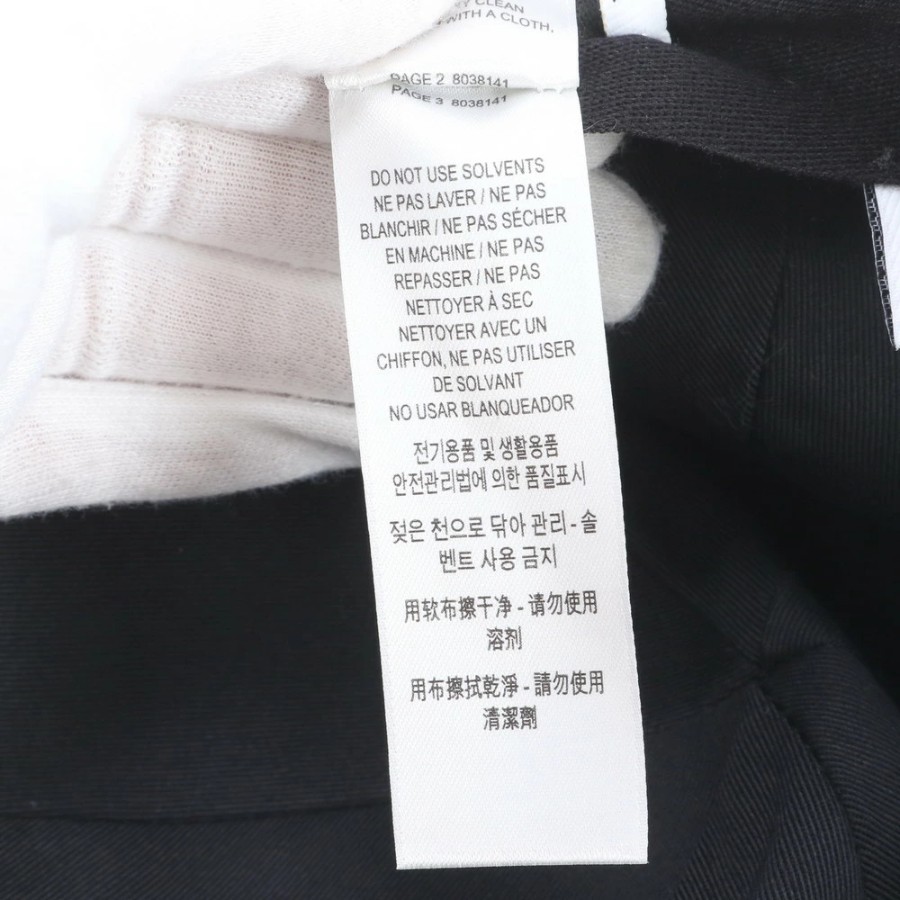 CLEAN
WITH A CLOTH.
PAGE 2 8038141
PAGE 3 8038141
DO NOT USE SOLVENTS
NE PAS LAVER / NE PAS
BLANCHIR / NE PAS SÉCHER
EN MACHINE / NE PAS
REPASSER / NE PAS
NETTOYER À SEC
NETTOYER AVEC UN
CHIFFON, NE PAS UTILISER
DE SOLVANT
NO USAR BLANQUEADOR
전기용품 및 생활용품
안전관리법에 의한 품질표시
젖은 천으로 닦아 관리 - 솔
벤트 사용 금지
用软布擦干净 - 请勿使用
溶剂
用布擦拭乾淨 - 請勿使用
清潔劑